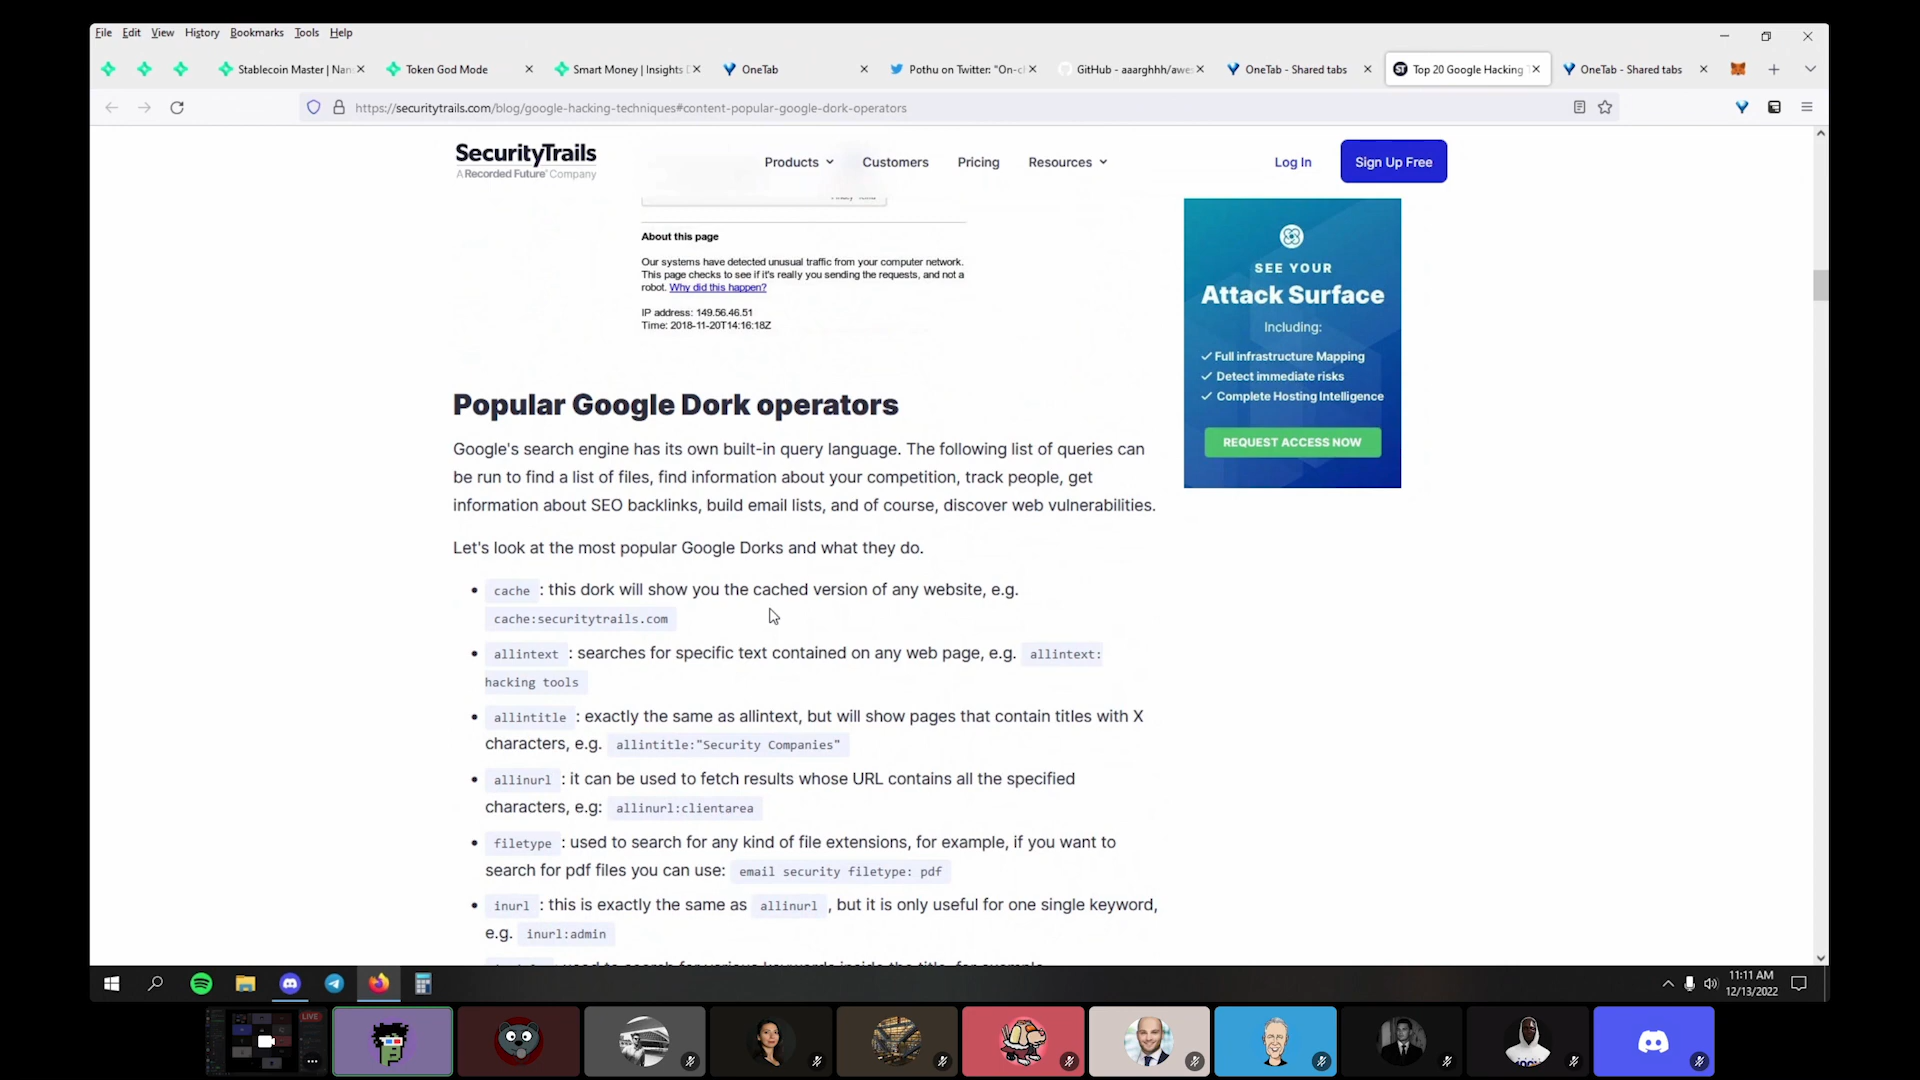 File Edit View History Bookmarks Tools Help
Stablecoin Master | Nan
Token God Mode
Smart Money | Insights
OneTab
Pothu on Twitter: "On-cl
GitHub - aaarghhh/awe
OneTab - Shared tabs
Top 20 Google Hacking
OneTab - Shared tabs
https://securitytrails.com/blog/google-hacking-techniques#content-popular-google-dork-operators
SecurityTrails
A Recorded Future® Company
Products Customers Pricing Resources
Log In
Sign Up Free
About this page
Our systems have detected unusual traffic from your computer network.
This page checks to see if it's really you sending the requests, and not a
robot. Why did this happen?
IP address: 149.56.46.51
Time: 2018-11-20T14:16:18Z
SEE YOUR
Attack Surface
Including:
Full infrastructure Mapping
Detect immediate risks
Complete Hosting Intelligence
REQUEST ACCESS NOW
Popular Google Dork operators
Google's search engine has its own built-in query language. The following list of queries can
be run to find a list of files, find information about your competition, track people, get
information about SEO backlinks, build email lists, and of course, discover web vulnerabilities.
Let's look at the most popular Google Dorks and what they do.
• cache : this dork will show you the cached version of any website, e.g.
cache:securitytrails.com
• allintext : searches for specific text contained on any web page, e.g. allintext:
hacking tools
• allintitle : exactly the same as allintext, but will show pages that contain titles with X
characters, e.g. allintitle:"Security Companies"
• allinurl : it can be used to fetch results whose URL contains all the specified
characters, e.g: allinurl:clientarea
• filetype : used to search for any kind of file extensions, for example, if you want to
search for pdf files you can use: email security filetype: pdf
• inurl : this is exactly the same as allinurl , but it is only useful for one single keyword,
e.g. inurl:admin
11:11 AM
12/13/2022
LIVE